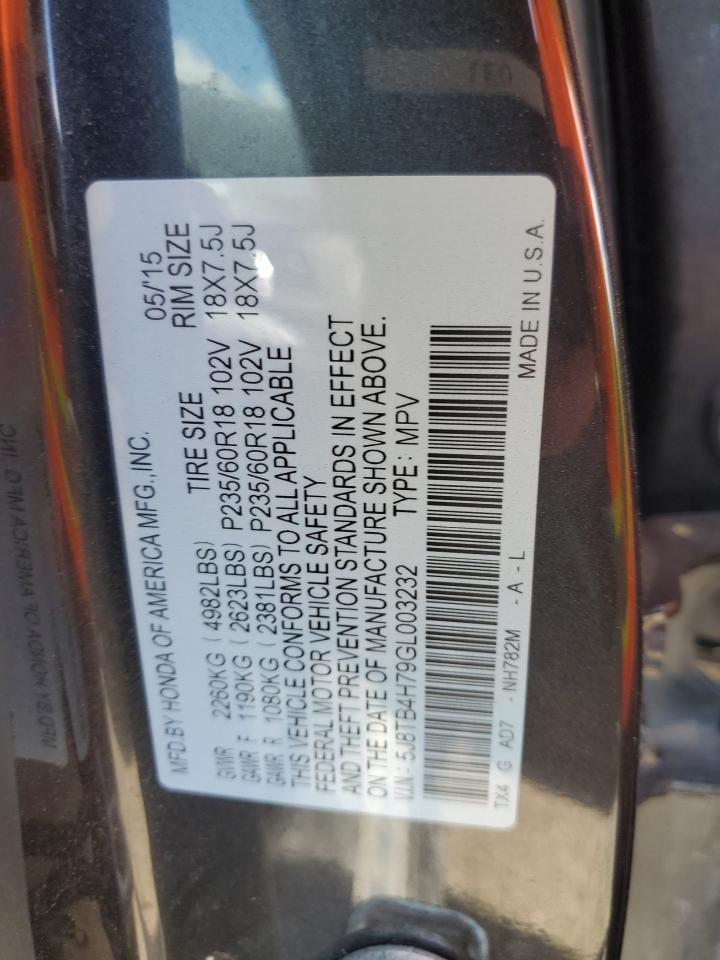 MFD.BY HONDA OF AMERICA MFG.,INC. 05/'15
TIRE SIZE RIM SIZE
GVWR 2260KG (4982LBS)
GAWR F 1190KG (2623LBS) P235/60R18 102V 18X7.5J
GAWR R 1080KG (2381LBS) P235/60R18 102V 18X7.5J
THIS VEHICLE CONFORMS TO ALL APPLICABLE
FEDERAL MOTOR VEHICLE SAFETY
AND THEFT PREVENTION STANDARDS IN EFFECT
ON THE DATE OF MANUFACTURE SHOWN ABOVE.
V.I.N.: 5J8TB4H79GL003232 TYPE: MPV
TX4 G AD7 - NH782M - A - L MADE IN U.S.A.